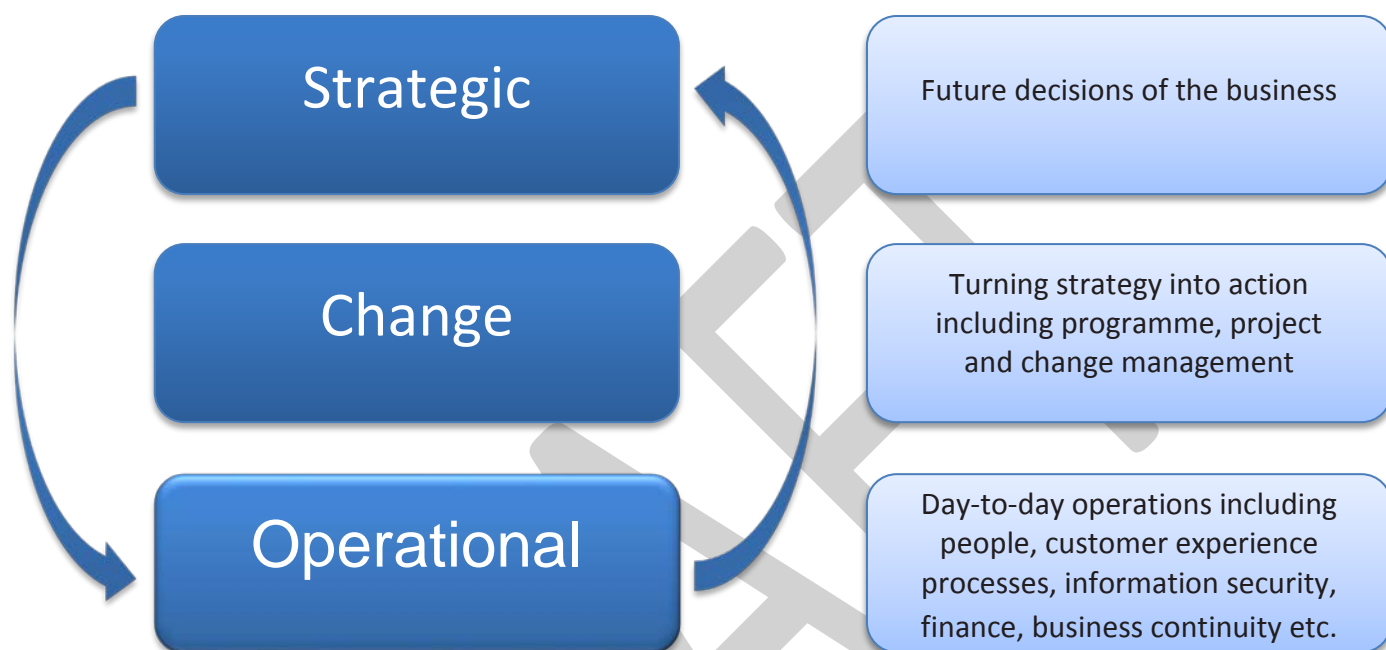 Strategic
Future decisions of the business
Change
Turning strategy into action
including programme, project
and change management
Operational
Day-to-day operations including
people, customer experience
processes, information security,
finance, business continuity etc.